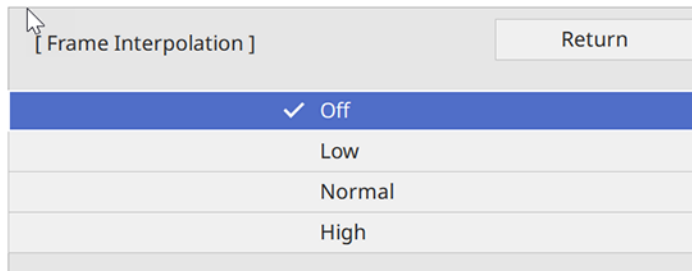 [ Frame Interpolation ]
Return
Off
Low
Normal
High